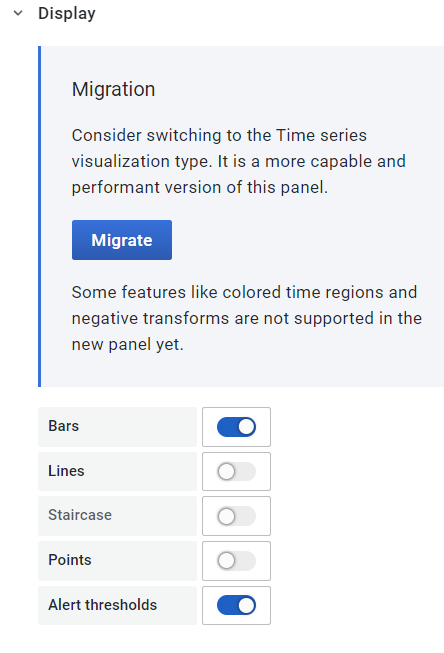 Display
Migration
Consider switching to the Time series
visualization type. It is a more capable and
performant version of this panel.
Migrate
Some features like colored time regions and
negative transforms are not supported in the
new panel yet.
Bars
Lines
Staircase
Points
Alert thresholds